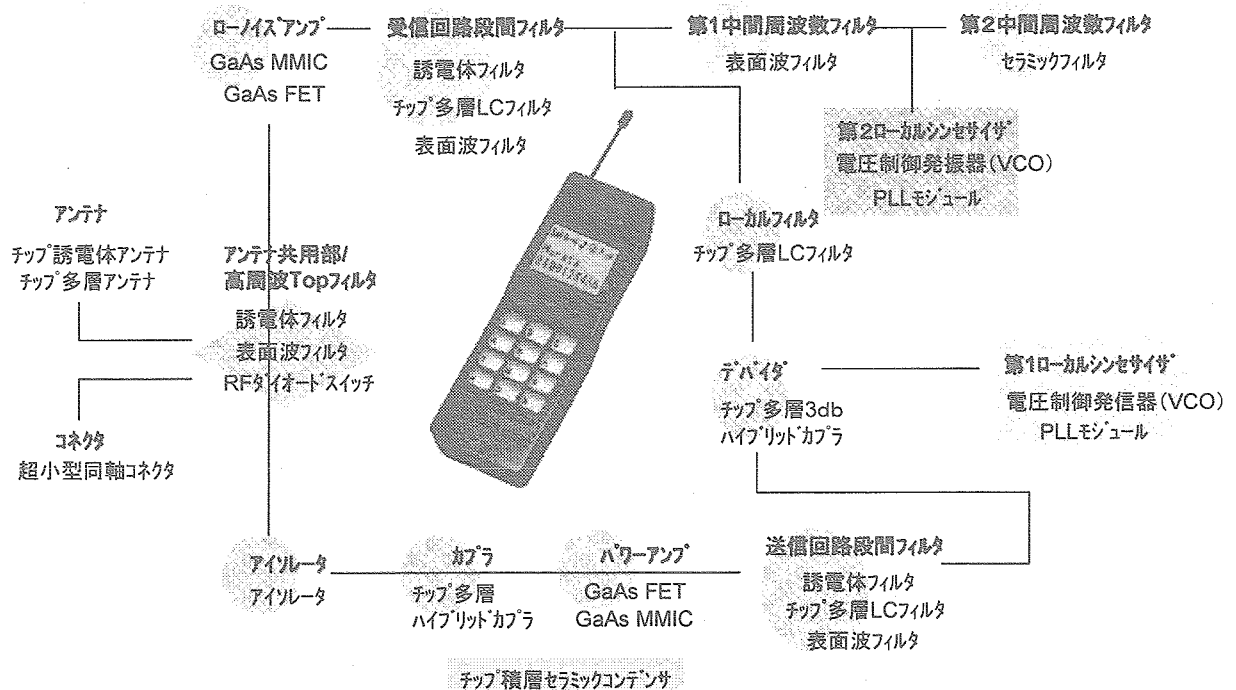 ﾛｰﾉｲｽﾞｱﾝﾌﾟ
GaAs MMIC
GaAs FET
受信回路段間ﾌｨﾙﾀ
誘電体ﾌｨﾙﾀ
ﾁｯﾌﾟ多層LCﾌｨﾙﾀ
表面波ﾌｨﾙﾀ
第1中間周波数ﾌｨﾙﾀ
表面波ﾌｨﾙﾀ
第2中間周波数ﾌｨﾙﾀ
ｾﾗﾐｯｸﾌｨﾙﾀ
第2ﾛｰｶﾙｼﾝｾｻｲｻﾞ
電圧制御発振器(VCO)
PLLﾓｼﾞｭｰﾙ
ﾛｰｶﾙﾌｨﾙﾀ
ﾁｯﾌﾟ多層LCﾌｨﾙﾀ
ｱﾝﾃﾅ
ﾁｯﾌﾟ誘電体ｱﾝﾃﾅ
ﾁｯﾌﾟ多層ｱﾝﾃﾅ
ｱﾝﾃﾅ共用部/
高周波Topﾌｨﾙﾀ
誘電体ﾌｨﾙﾀ
表面波ﾌｨﾙﾀ
RFﾀﾞｲｵｰﾄﾞｽｲｯﾁ
ｺﾈｸﾀ
超小型同軸ｺﾈｸﾀ
ﾃﾞﾊﾞｲﾀﾞ
ﾁｯﾌﾟ多層3db
ﾊｲﾌﾞﾘｯﾄﾞｶﾌﾟﾗ
第1ﾛｰｶﾙｼﾝｾｻｲｻﾞ
電圧制御発信器(VCO)
PLLﾓｼﾞｭｰﾙ
ｱｲｿﾚｰﾀ
ｱｲｿﾚｰﾀ
ｶﾌﾟﾗ
ﾁｯﾌﾟ多層
ﾊｲﾌﾞﾘｯﾄﾞｶﾌﾟﾗ
ﾊﾟﾜｰｱﾝﾌﾟ
GaAs FET
GaAs MMIC
送信回路段間ﾌｨﾙﾀ
誘電体ﾌｨﾙﾀ
ﾁｯﾌﾟ多層LCﾌｨﾙﾀ
表面波ﾌｨﾙﾀ
ﾁｯﾌﾟ積層ｾﾗﾐｯｸｺﾝﾃﾞﾝｻ